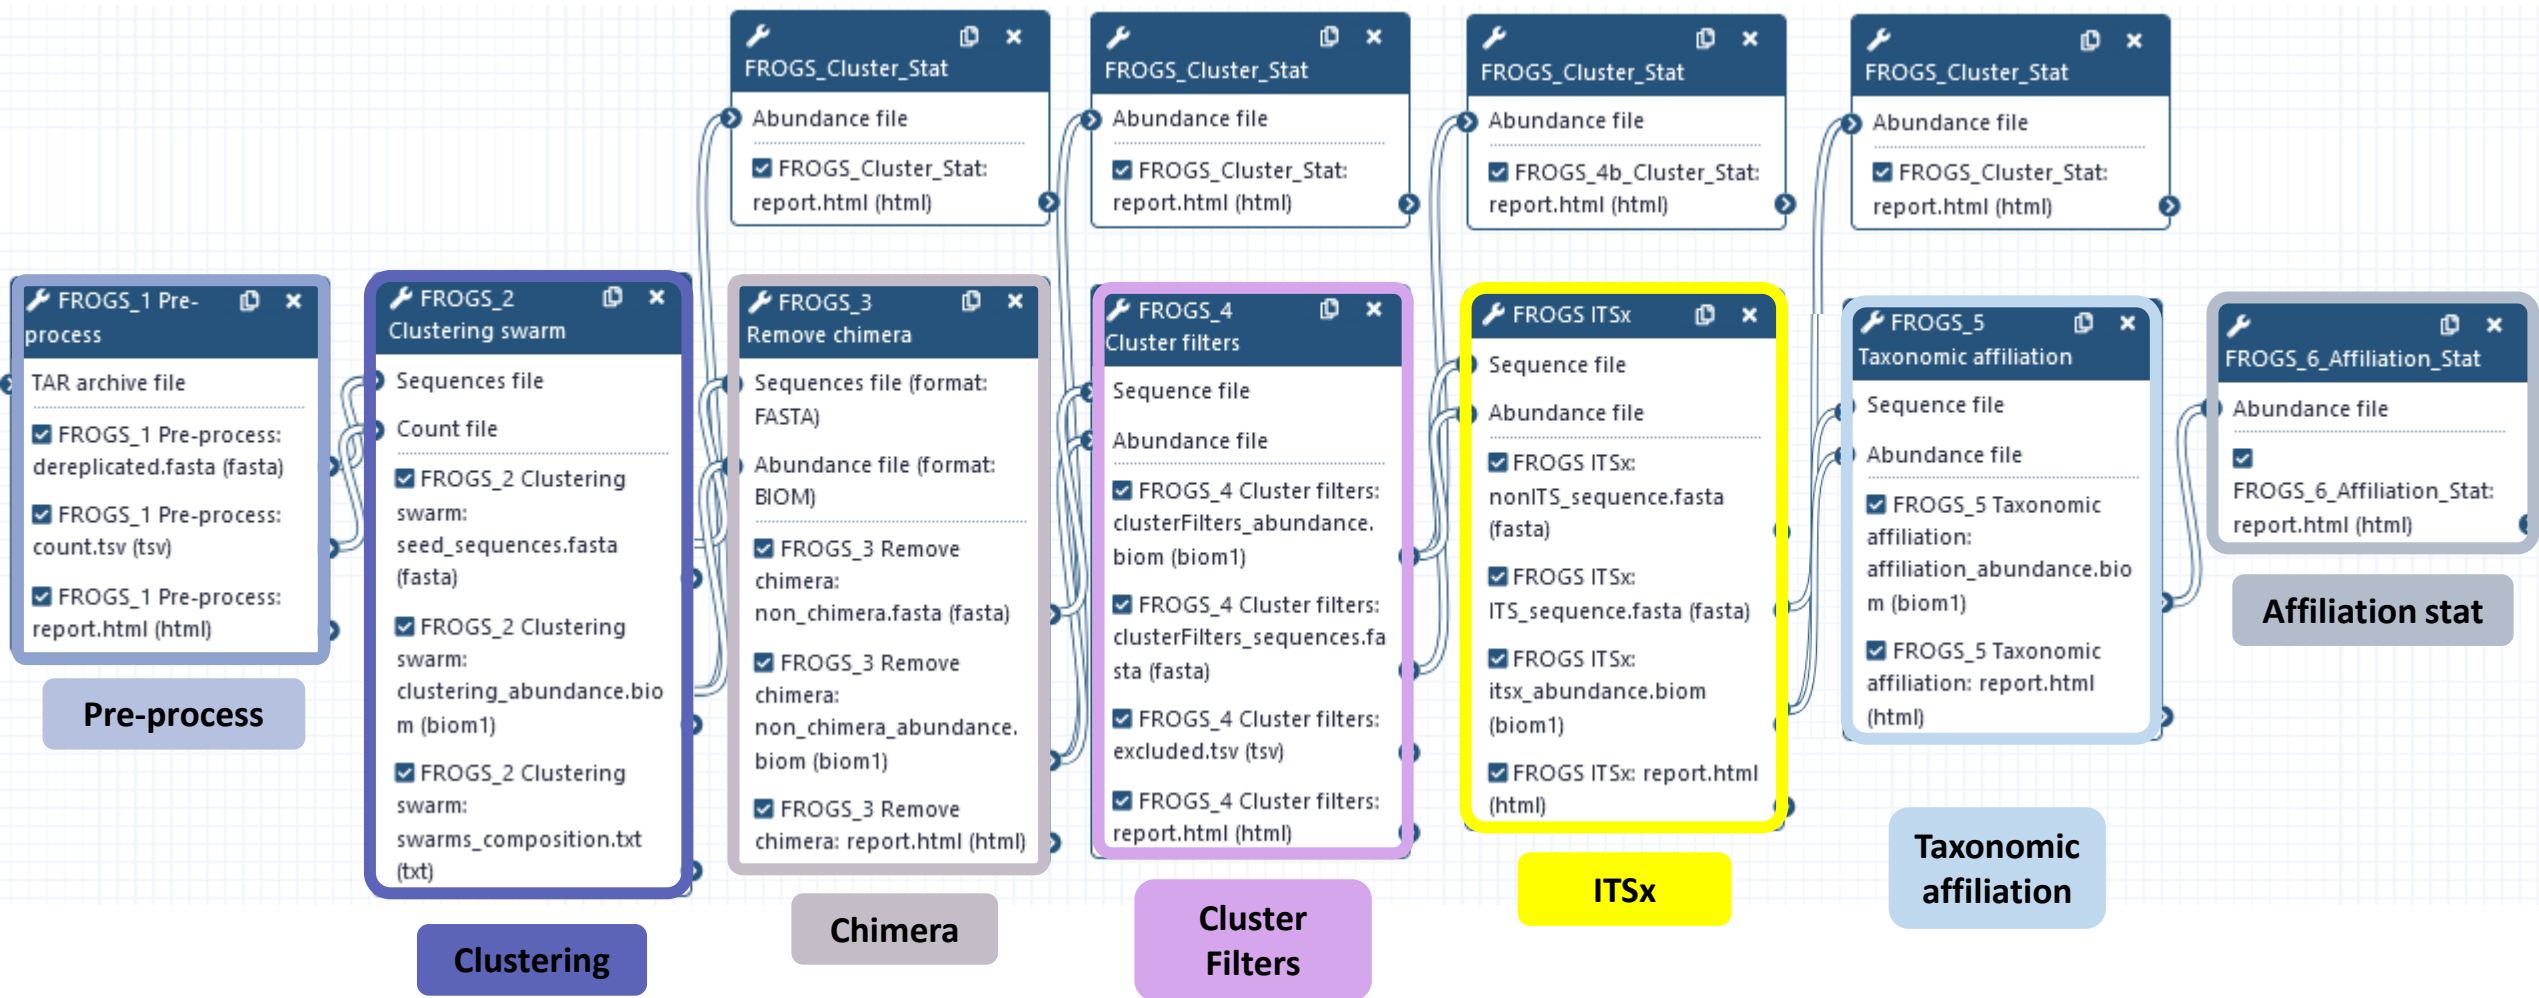 FROGS_Cluster_Stat
Abundance file
FROGS_Cluster_Stat:
report.html (html)
FROGS_Cluster_Stat
Abundance file
FROGS_Cluster_Stat:
report.html (html)
FROGS_Cluster_Stat
Abundance file
FROGS_4b_Cluster_Stat:
report.html (html)
FROGS_Cluster_Stat
Abundance file
FROGS_Cluster_Stat:
report.html (html)
FROGS_1 Pre-
process
TAR archive file
FROGS_1 Pre-process:
dereplicated.fasta (fasta)
FROGS_1 Pre-process:
count.tsv (tsv)
FROGS_1 Pre-process:
report.html (html)
Pre-process
FROGS_2
Clustering swarm
Sequences file
Count file
FROGS_2 Clustering
swarm:
seed_sequences.fasta
(fasta)
FROGS_2 Clustering
swarm:
clustering_abundance.bio
m (biom1)
FROGS_2 Clustering
swarm:
swarms_composition.txt
(txt)
Clustering
FROGS_3
Remove chimera
Sequences file (format:
FASTA)
Abundance file (format:
BIOM)
FROGS_3 Remove
chimera:
non_chimera.fasta (fasta)
FROGS_3 Remove
chimera:
non_chimera_abundance.
biom (biom1)
FROGS_3 Remove
chimera: report.html (html)
Chimera
FROGS_4
Cluster filters
Sequence file
Abundance file
FROGS_4 Cluster filters:
clusterFilters_abundance.
biom (biom1)
FROGS_4 Cluster filters:
clusterFilters_sequences.fa
sta (fasta)
FROGS_4 Cluster filters:
excluded.tsv (tsv)
FROGS_4 Cluster filters:
report.html (html)
Cluster
Filters
FROGS ITSx
Sequence file
Abundance file
FROGS ITSx:
nonITS_sequence.fasta
(fasta)
FROGS ITSx:
ITS_sequence.fasta (fasta)
FROGS ITSx:
itsx_abundance.biom
(biom1)
FROGS ITSx: report.html
(html)
ITSx
FROGS_5
Taxonomic affiliation
Sequence file
Abundance file
FROGS_5 Taxonomic
affiliation:
affiliation_abundance.bio
m (biom1)
FROGS_5 Taxonomic
affiliation: report.html
(html)
Taxonomic
affiliation
FROGS_6_Affiliation_Stat
Abundance file
FROGS_6_Affiliation_Stat:
report.html (html)
Affiliation stat